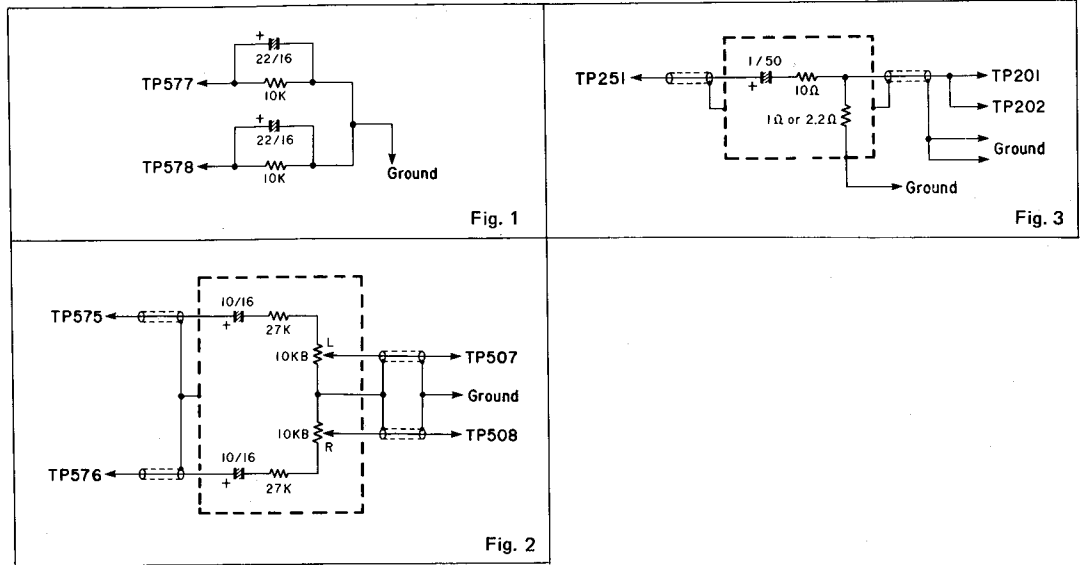 +
22/16
TP577
10K
+
22/16
TP578
10K
Ground
Fig. 1
1/50
TP251
+
10Ω
TP201
1Ω or 2.2Ω
TP202
Ground
Ground
Fig. 3
10/16
TP575
+
27K
L
10KB
TP507
Ground
10KB
TP508
R
10/16
TP576
+
27K
Fig. 2